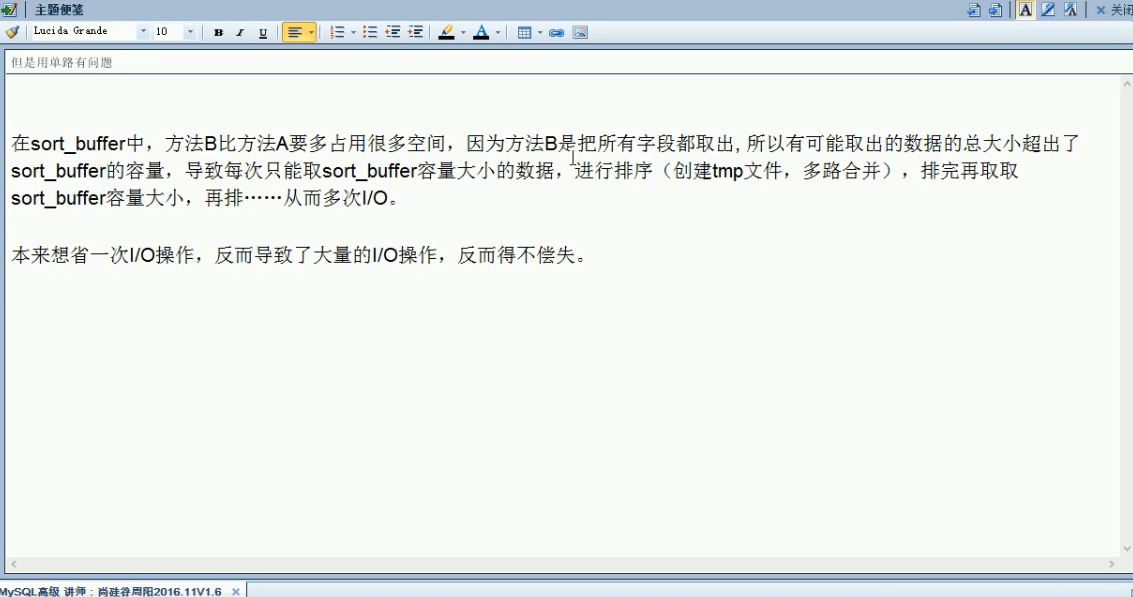 主题便笺
关闭
Lucida Grande 10 B I U A A
但是用单路有问题
在sort_buffer中，方法B比方法A要多占用很多空间，因为方法B是把所有字段都取出, 所以有可能取出的数据的总大小超出了
sort_buffer的容量，导致每次只能取sort_buffer容量大小的数据，进行排序（创建tmp文件，多路合并），排完再取取
sort_buffer容量大小，再排……从而多次I/O。
本来想省一次I/O操作，反而导致了大量的I/O操作，反而得不偿失。
MySQL高级 讲师：尚硅谷周阳2016.11V1.6